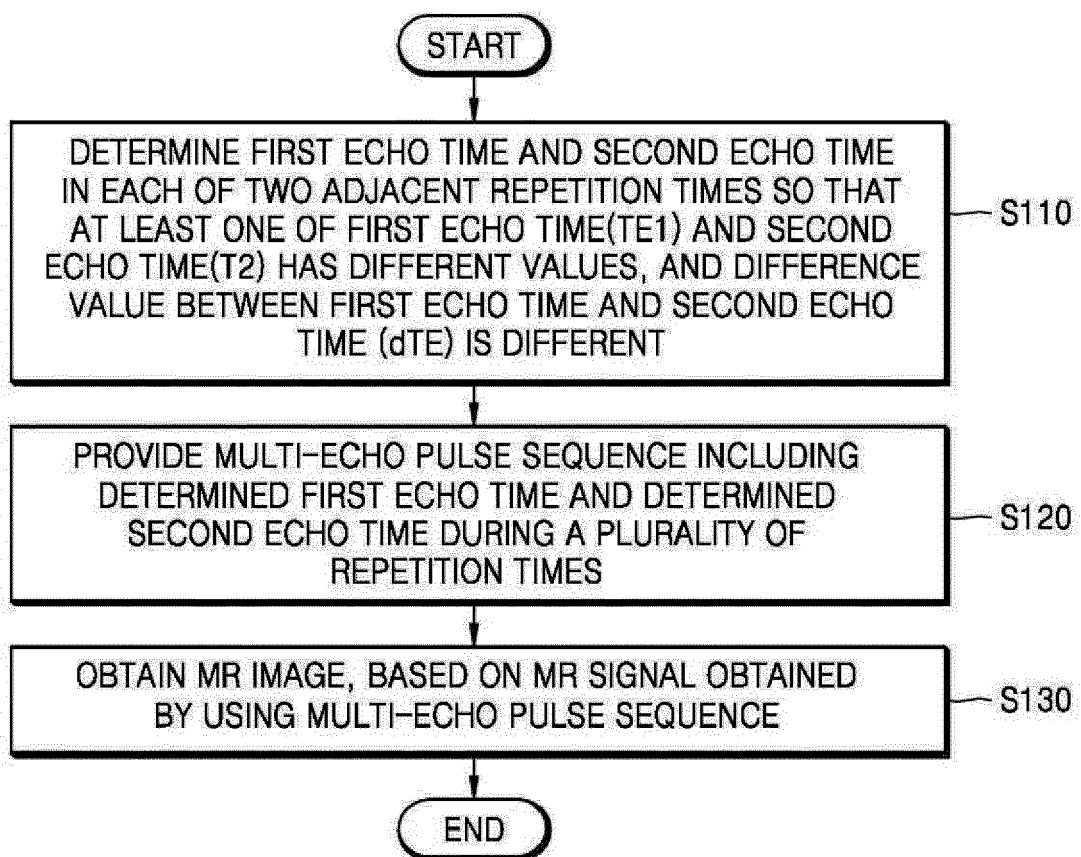 START
DETERMINE FIRST ECHO TIME AND SECOND ECHO TIME
IN EACH OF TWO ADJACENT REPETITION TIMES SO THAT
AT LEAST ONE OF FIRST ECHO TIME(TE1) AND SECOND
ECHO TIME(T2) HAS DIFFERENT VALUES, AND DIFFERENCE
VALUE BETWEEN FIRST ECHO TIME AND SECOND ECHO
TIME (dTE) IS DIFFERENT
S110
PROVIDE MULTI-ECHO PULSE SEQUENCE INCLUDING
DETERMINED FIRST ECHO TIME AND DETERMINED
SECOND ECHO TIME DURING A PLURALITY OF
REPETITION TIMES
S120
OBTAIN MR IMAGE, BASED ON MR SIGNAL OBTAINED
BY USING MULTI-ECHO PULSE SEQUENCE
S130
END